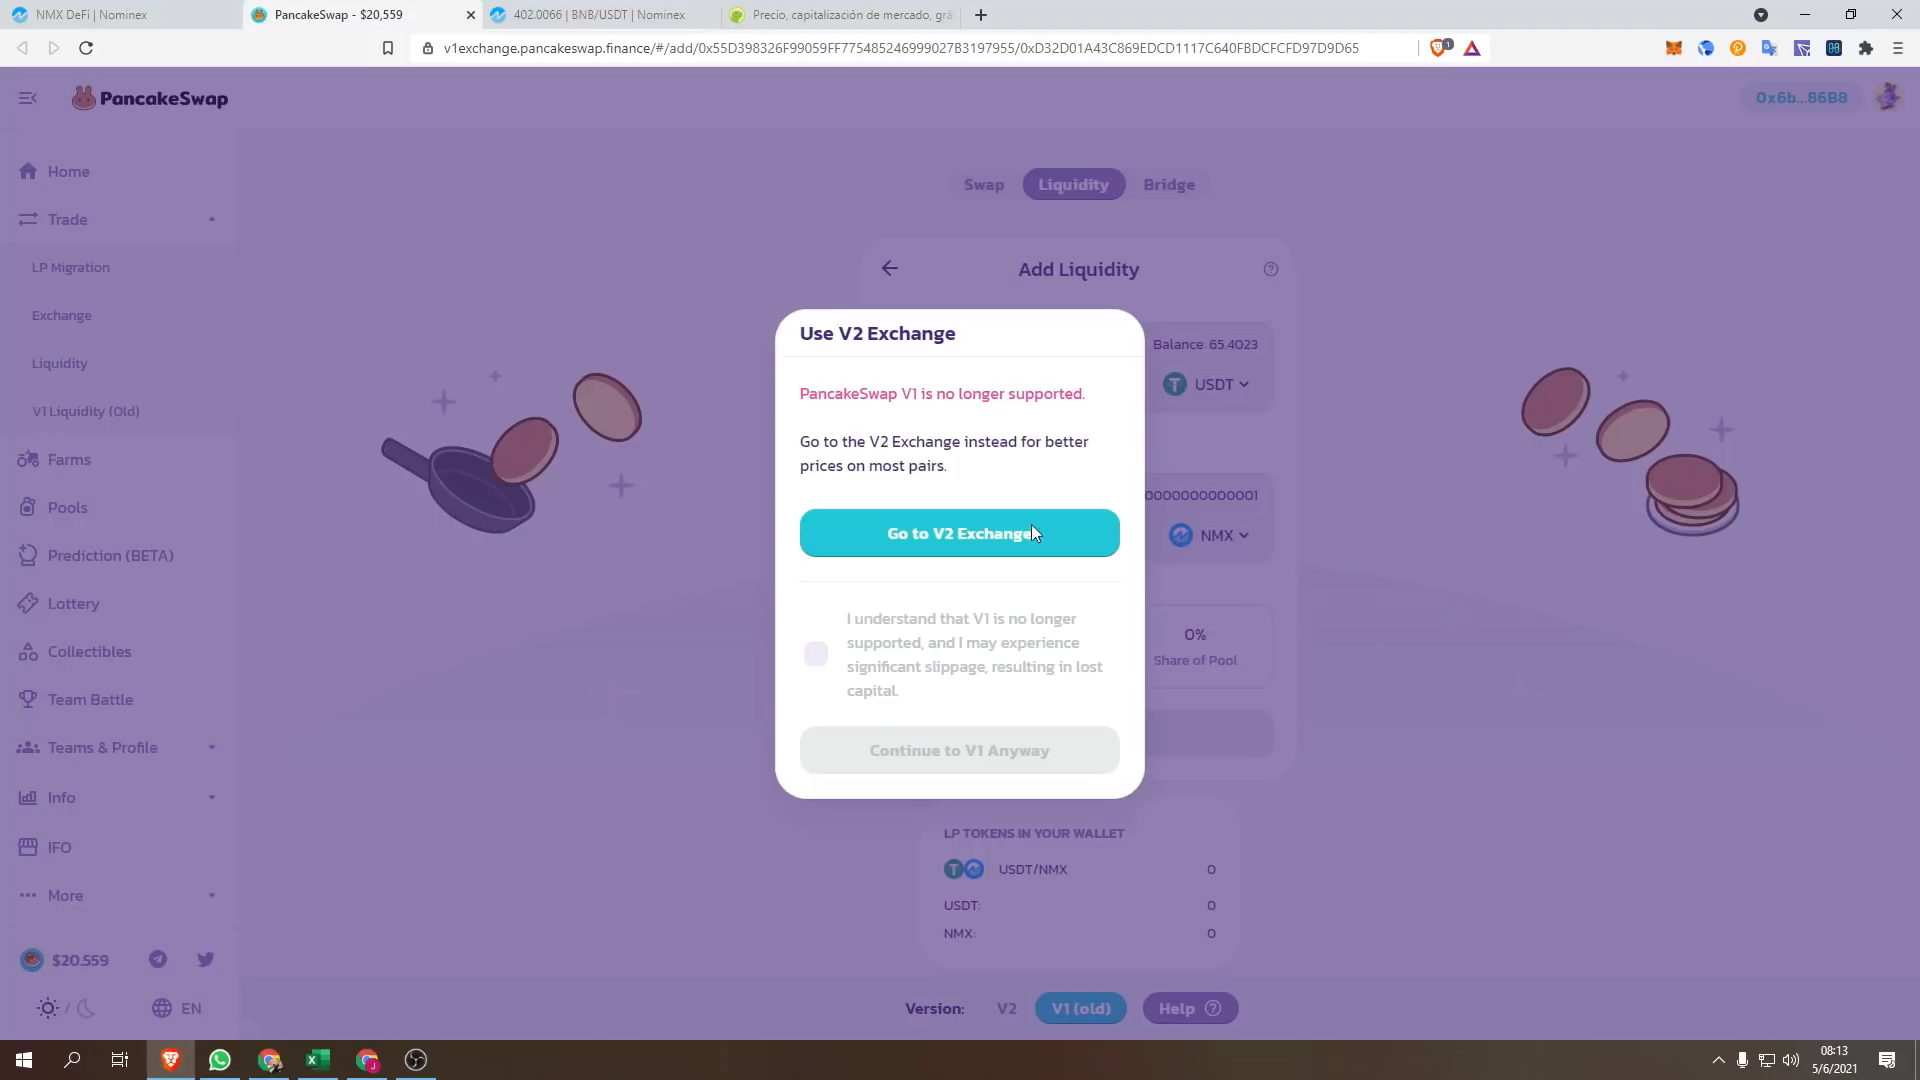 NMX DeFi | Nominex
PancakeSwap - $20,559
402.0066 | BNB/USDT | Nominex
Precio, capitalización de mercado, grá
v1exchange.pancakeswap.finance/#/add/0x55D398326F99059FF775485246999027B3197955/0xD32D01A43C869EDCD1117C640FBDCFCFD97D9D65
1
PancakeSwap
0x6b...86B8
Home
Trade
LP Migration
Exchange
Liquidity
V1 Liquidity (Old)
Farms
Pools
Prediction (BETA)
Lottery
Collectibles
Team Battle
Teams & Profile
Info
IFO
More
$20.559
EN
Swap
Liquidity
Bridge
Add Liquidity
Balance: 65.4023
USDT
0000000000001
NMX
0%
Share of Pool
Use V2 Exchange
PancakeSwap V1 is no longer supported.
Go to the V2 Exchange instead for better
prices on most pairs.
Go to V2 Exchange
I understand that V1 is no longer
supported, and I may experience
significant slippage, resulting in lost
capital.
Continue to V1 Anyway
LP TOKENS IN YOUR WALLET
USDT/NMX 0
USDT: 0
NMX: 0
Version: V2 V1 (old) Help
08:13
5/6/2021